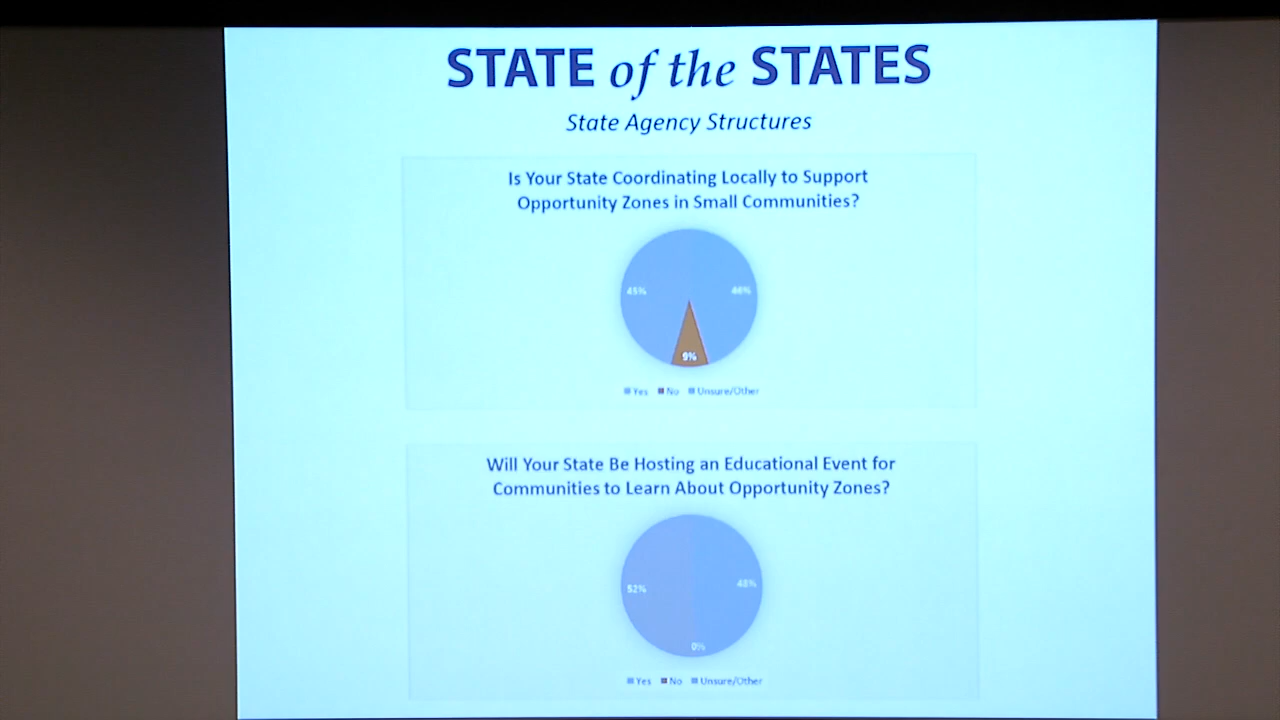 STATE of the STATES
State Agency Structures
Is Your State Coordinating Locally to Support
Opportunity Zones in Small Communities?
45%
46%
9%
Yes No Unsure/Other
Will Your State Be Hosting an Educational Event for
Communities to Learn About Opportunity Zones?
52%
48%
0%
Yes No Unsure/Other